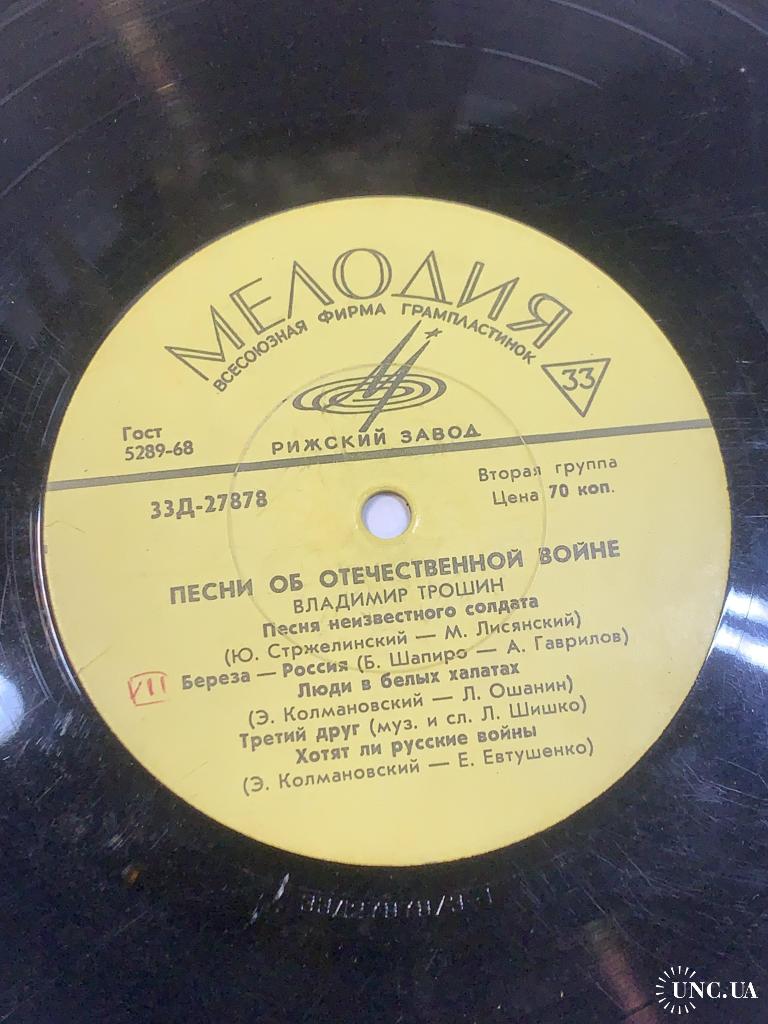 МЕЛОДИЯ
ВСЕСОЮЗНАЯ ФИРМА ГРАМПЛАСТИНОК
33
РИЖСКИЙ ЗАВОД
Гост
5289-68
33Д-27878
Вторая группа
Цена 70 коп.
ПЕСНИ ОБ ОТЕЧЕСТВЕННОЙ ВОЙНЕ
ВЛАДИМИР ТРОШИН
Песня неизвестного солдата
(Ю. Стржелинский — М. Лисянский)
VII
Береза — Россия (Б. Шапиро — А. Гаврилов)
Люди в белых халатах
(Э. Колмановский — Л. Ошанин)
Третий друг (муз. и сл. Л. Шишко)
Хотят ли русские войны
(Э. Колмановский — Е. Евтушенко)
UNC.UA